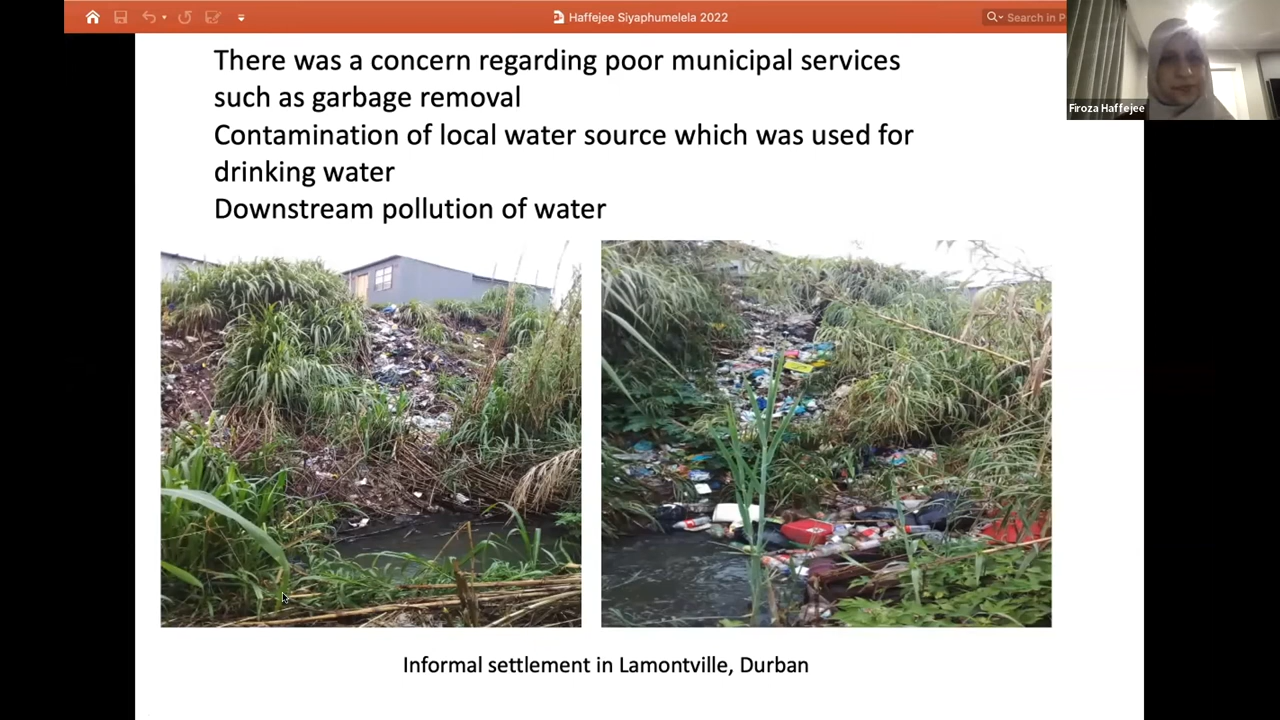 Haffejee Siyaphumelela 2022
Search in
Firoza Haffejee
There was a concern regarding poor municipal services
such as garbage removal
Contamination of local water source which was used for
drinking water
Downstream pollution of water
Informal settlement in Lamontville, Durban